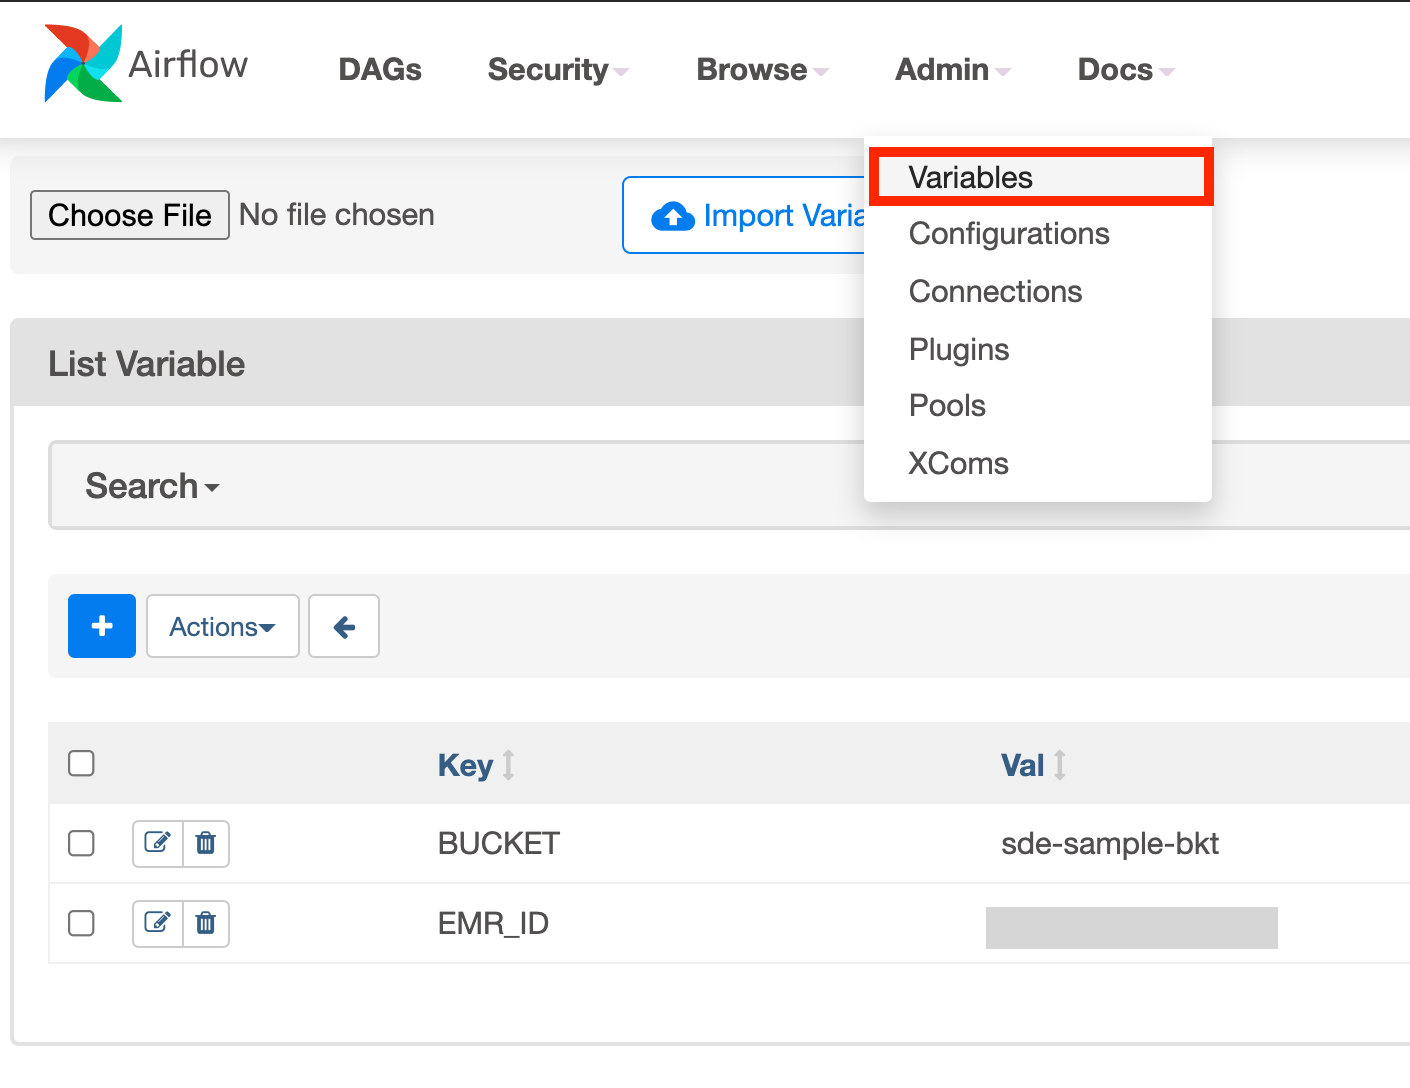 Airflow DAGs Security Browse Admin Docs
Variables
Choose File No file chosen
Import Varia
Configurations
Connections
List Variable
Plugins
Pools
XComs
Search
Actions
Key Val
BUCKET sde-sample-bkt
EMR_ID